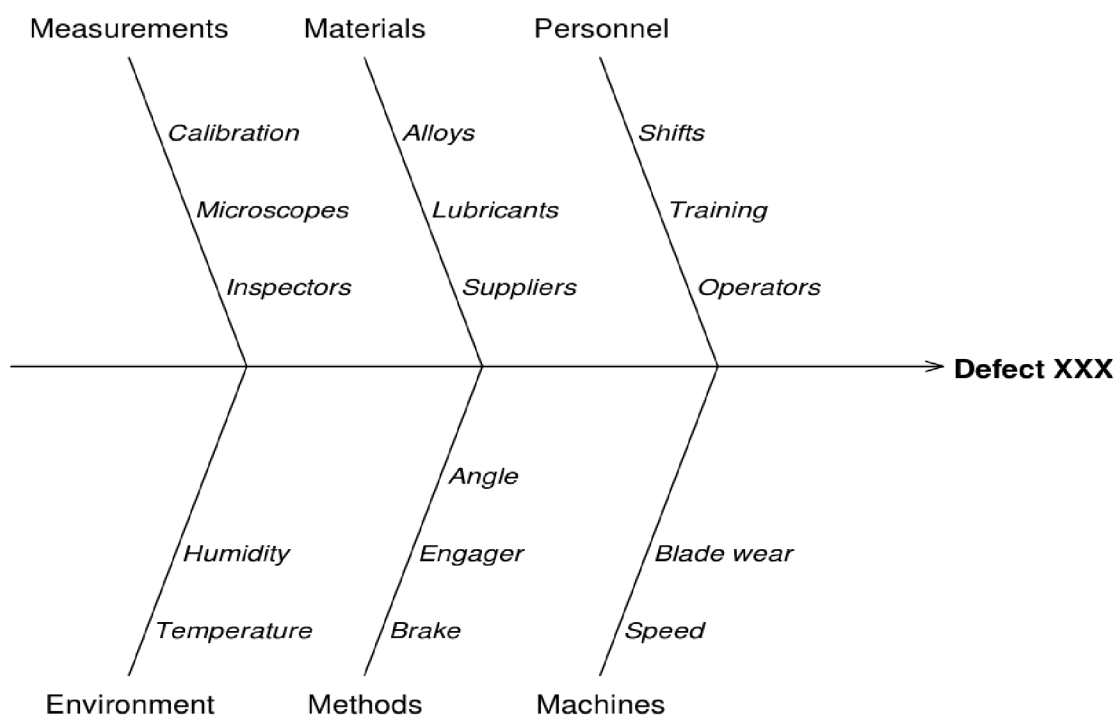 Measurements
Materials
Personnel
Calibration
Alloys
Shifts
Microscopes
Lubricants
Training
Inspectors
Suppliers
Operators
Defect XXX
Angle
Humidity
Engager
Blade wear
Temperature
Brake
Speed
Environment
Methods
Machines